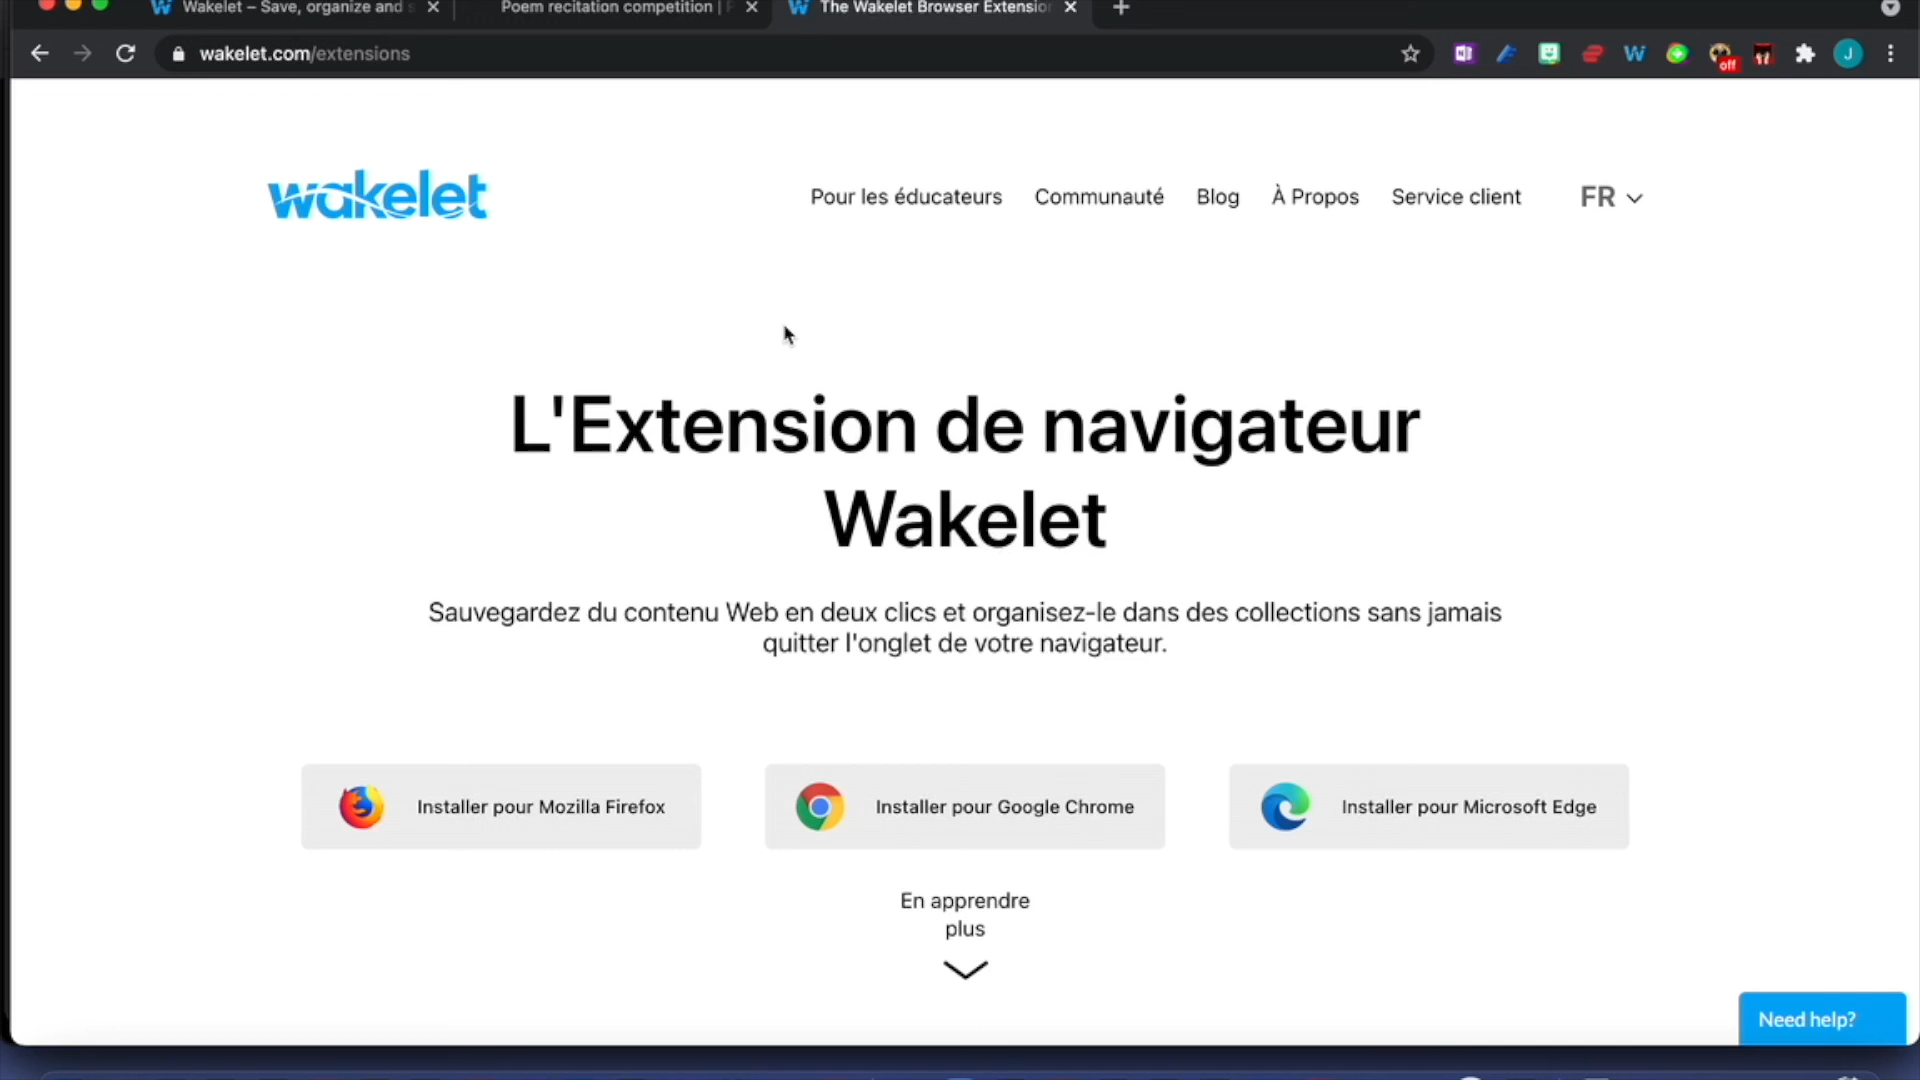 Wakelet – Save, organize and
Poem recitation competition |
The Wakelet Browser Extension
wakelet.com/extensions
off
J
wakelet
Pour les éducateurs
Communauté
Blog
À Propos
Service client
FR
L'Extension de navigateur
Wakelet
Sauvegardez du contenu Web en deux clics et organisez-le dans des collections sans jamais
quitter l'onglet de votre navigateur.
Installer pour Mozilla Firefox
Installer pour Google Chrome
Installer pour Microsoft Edge
En apprendre
plus
Need help?